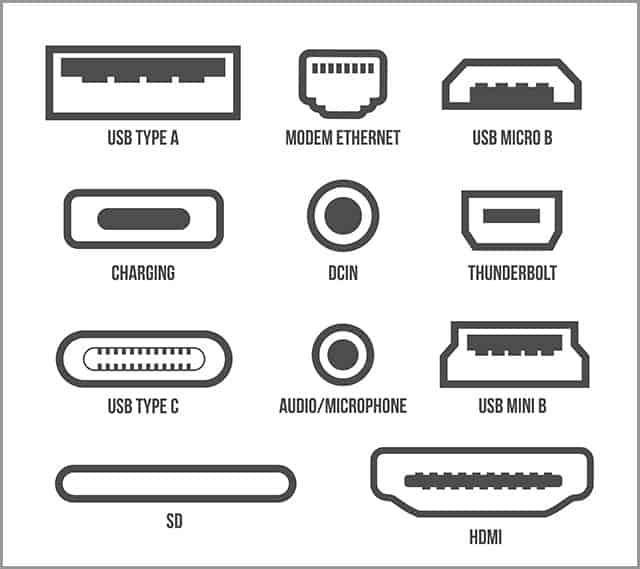 USB TYPE A
MODEM ETHERNET
USB MICRO B
CHARGING
DCIN
THUNDERBOLT
USB TYPE C
AUDIO/MICROPHONE
USB MINI B
SD
HDMI